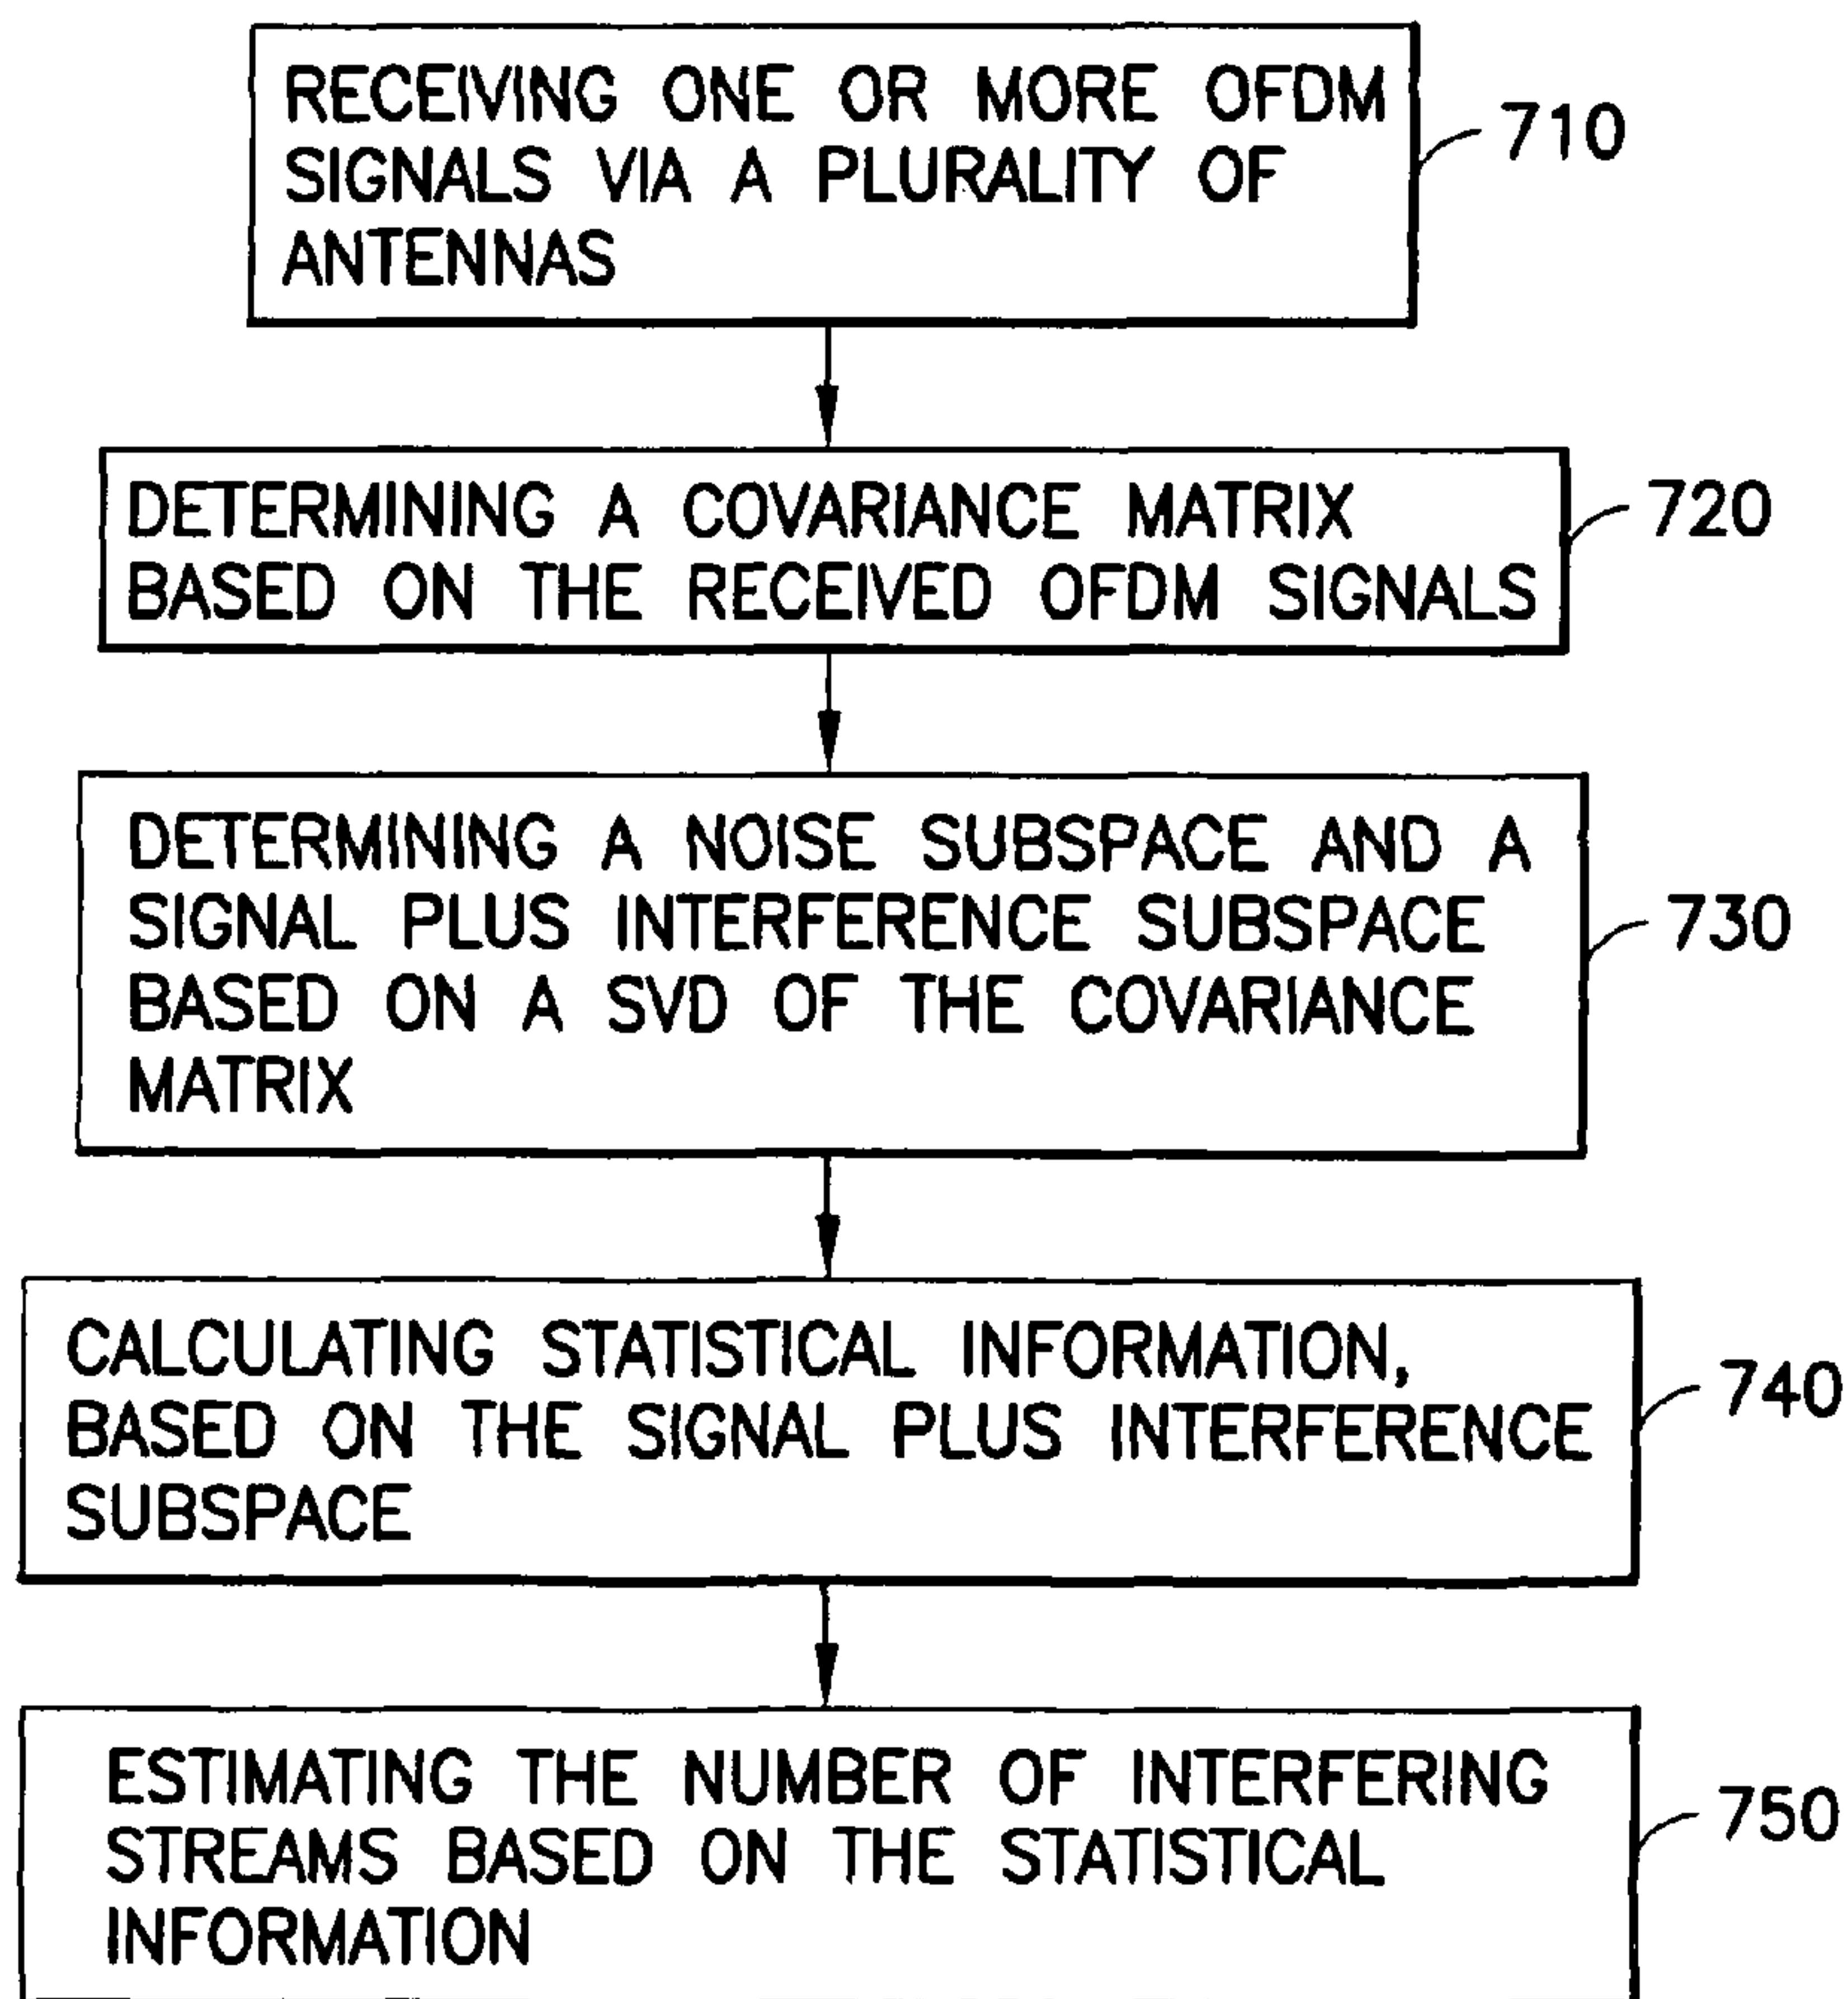 RECEIVING ONE OR MORE OFDM
SIGNALS VIA A PLURALITY OF
ANTENNAS
710
DETERMINING A COVARIANCE MATRIX
BASED ON THE RECEIVED OFDM SIGNALS
720
DETERMINING A NOISE SUBSPACE AND A
SIGNAL PLUS INTERFERENCE SUBSPACE
BASED ON A SVD OF THE COVARIANCE
MATRIX
730
CALCULATING STATISTICAL INFORMATION,
BASED ON THE SIGNAL PLUS INTERFERENCE
SUBSPACE
740
ESTIMATING THE NUMBER OF INTERFERING
STREAMS BASED ON THE STATISTICAL
INFORMATION
750